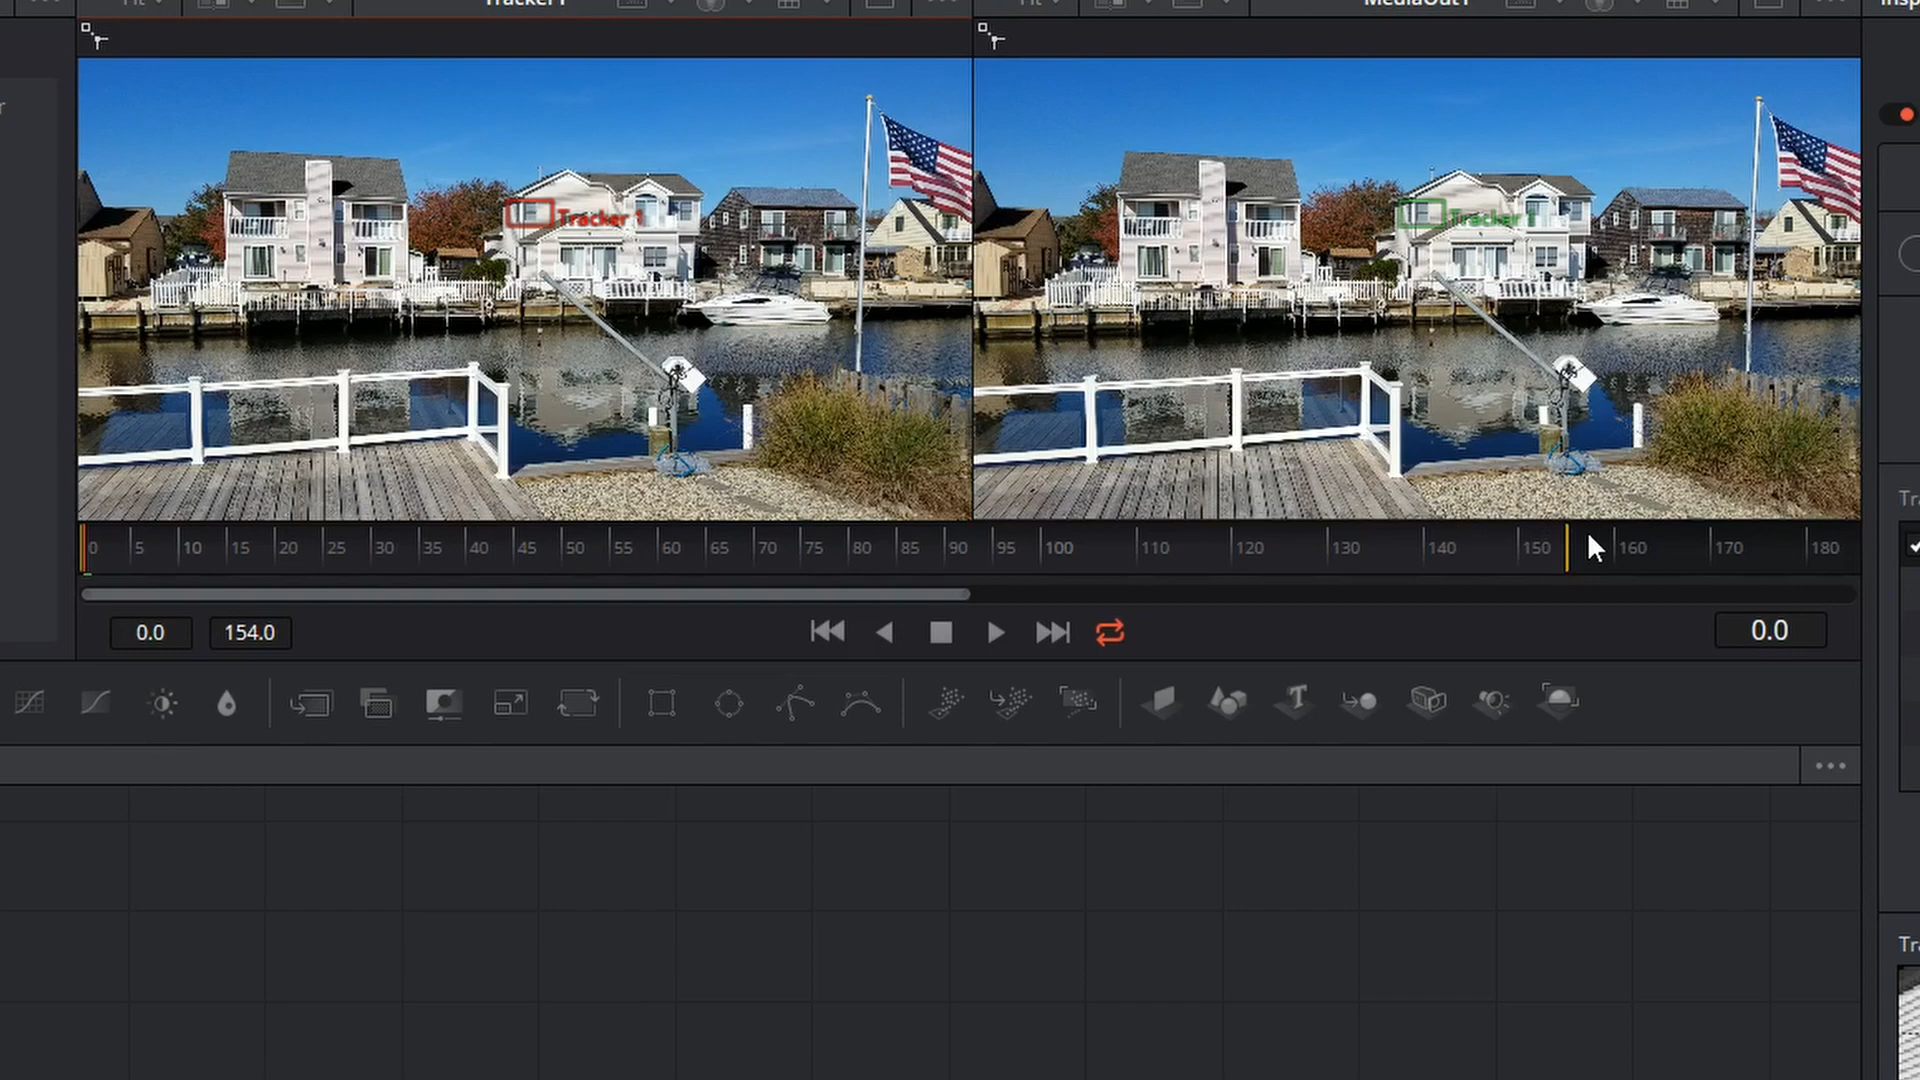 Fit
Tracker1
Fit
MediaOut1
Insp
Tracker 1
Tracker 1
0 5 10 15 20 25 30 35 40 45 50 55 60 65 70 75 80 85 90 95 100 110 120 130 140 150 160 170 180
0.0 154.0 0.0
Tr
Tr